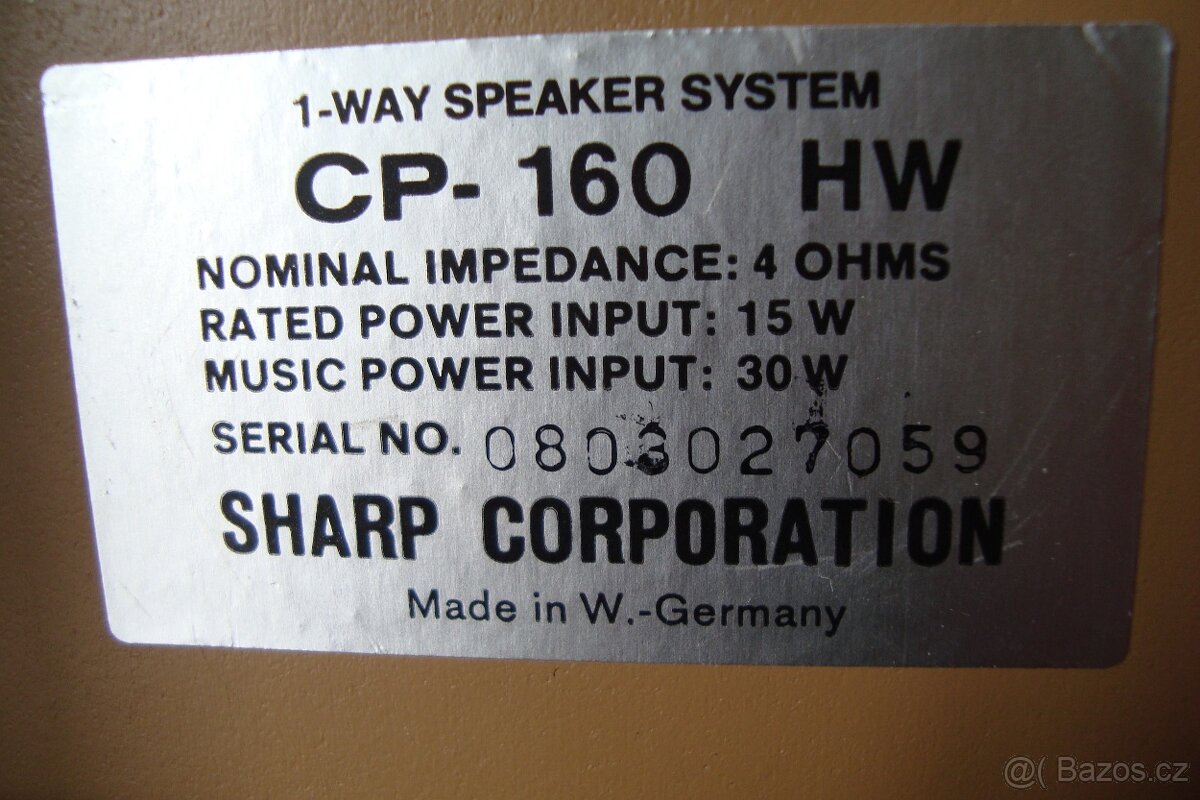 1-WAY SPEAKER SYSTEM
CP-160 HW
NOMINAL IMPEDANCE: 4 OHMS
RATED POWER INPUT: 15 W
MUSIC POWER INPUT: 30 W
SERIAL NO. 0803027059
SHARP CORPORATION
Made in W.-Germany
@( Bazos.cz